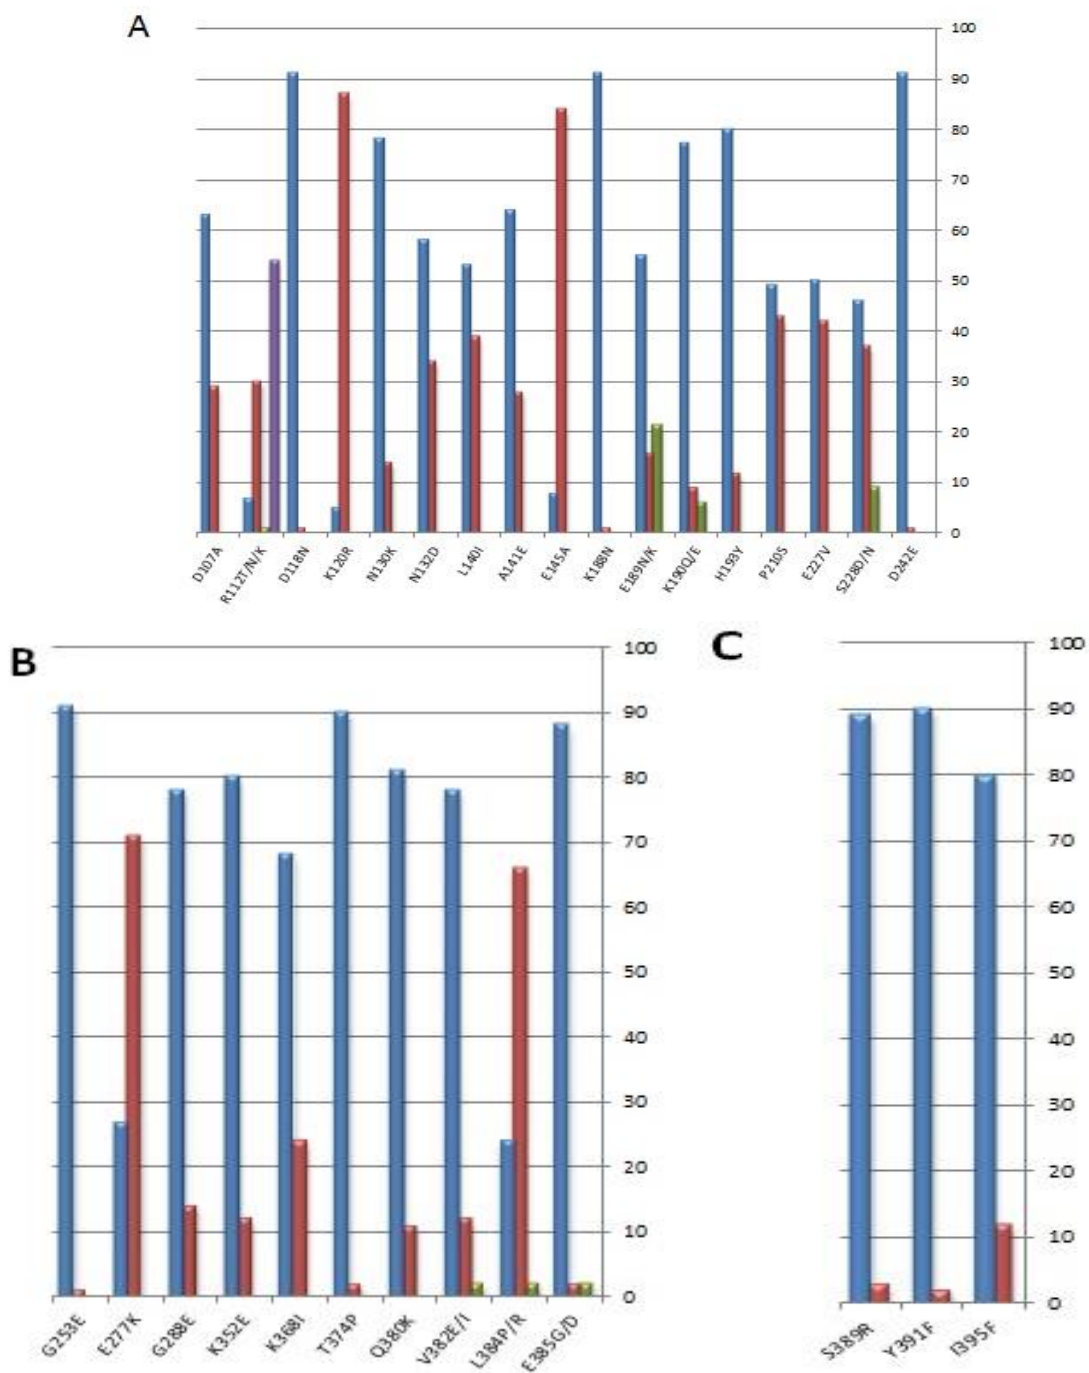 A
100
90
80
70
60
50
40
30
20
10
0
D107A
R112T/N/K
D118N
K120R
N130K
N132D
L140I
A141E
E145A
K188N
E189N/K
K190Q/E
H193Y
P210S
E227V
S228D/N
D242E
B
100
90
80
70
60
50
40
30
20
10
0
G253E
E277K
G288E
K352E
K368I
T374P
Q380K
V382E/I
L384P/R
E385G/D
C
100
90
80
70
60
50
40
30
20
10
0
S389R
Y391F
I395F